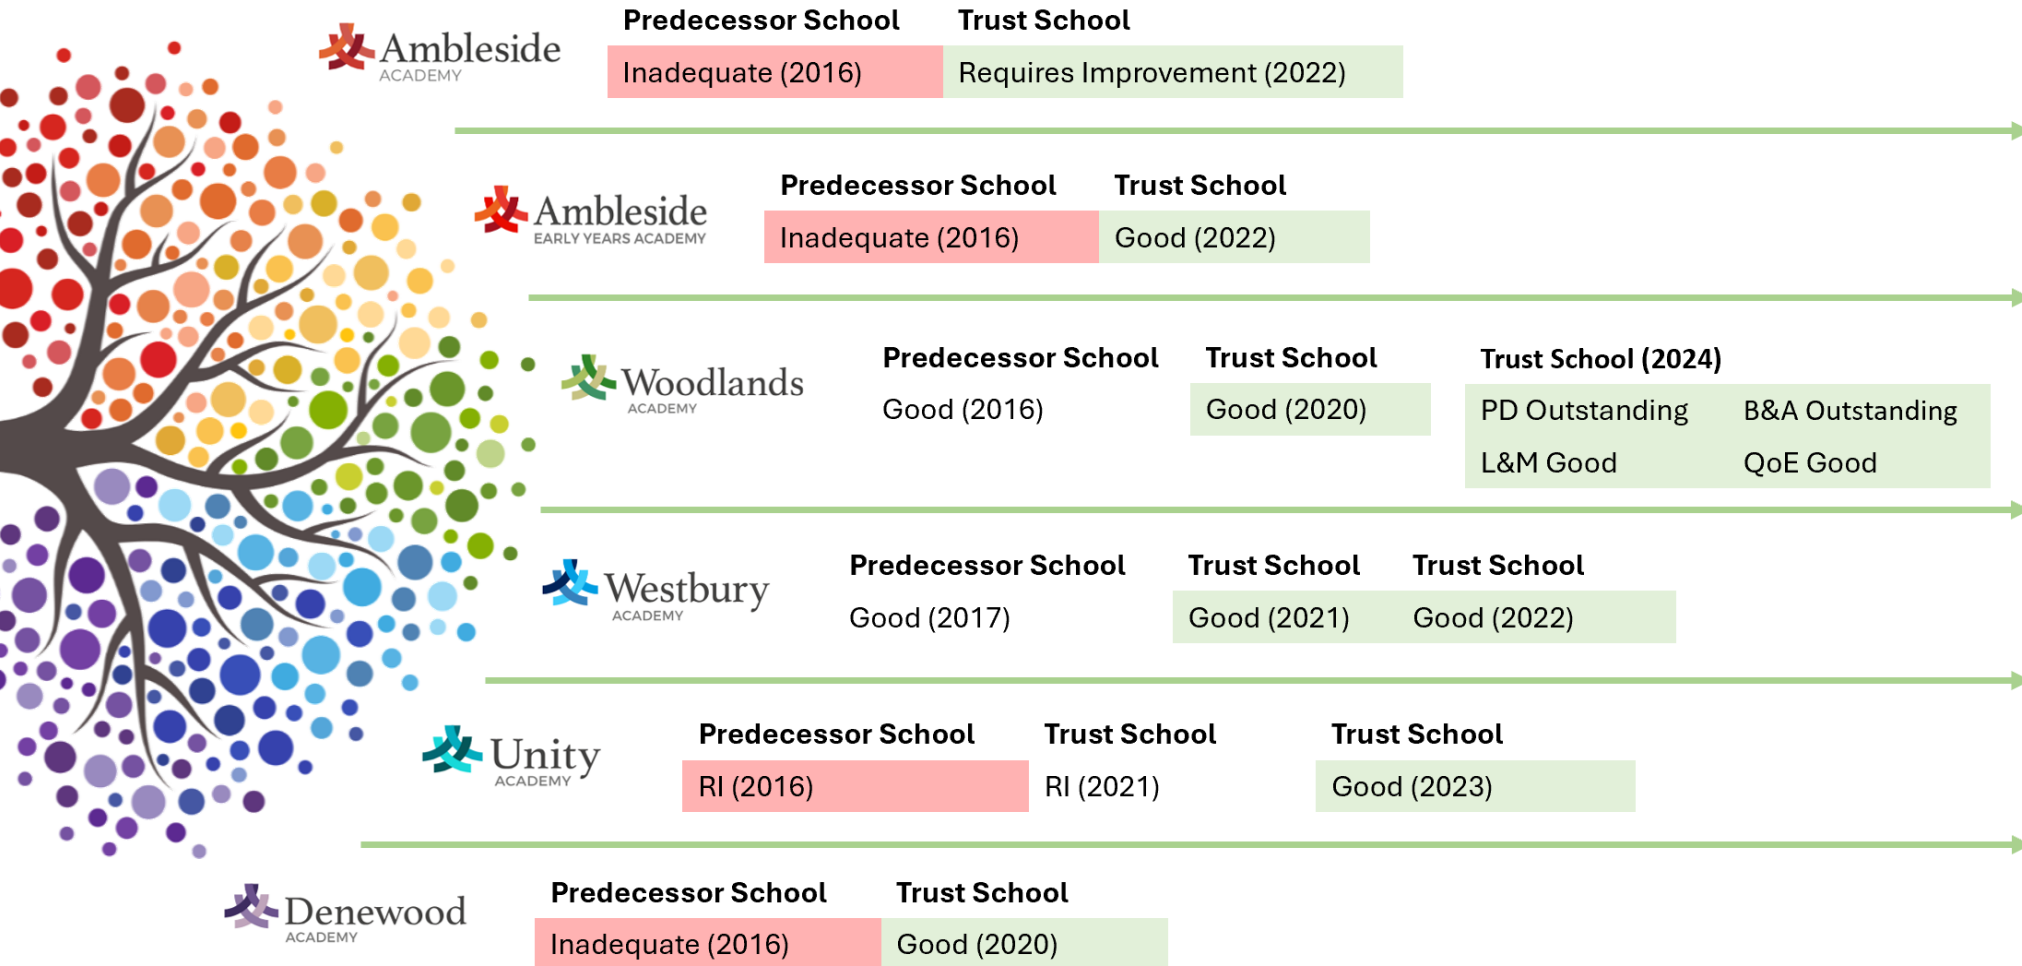 Predecessor School Trust School
Ambleside
ACADEMY
Inadequate (2016) Requires Improvement (2022)
Predecessor School Trust School
Ambleside
EARLY YEARS ACADEMY
Inadequate (2016) Good (2022)
Predecessor School Trust School Trust School (2024)
Woodlands
ACADEMY
Good (2016) Good (2020) PD Outstanding B&A Outstanding
L&M Good QoE Good
Predecessor School Trust School Trust School
Westbury
ACADEMY
Good (2017) Good (2021) Good (2022)
Predecessor School Trust School Trust School
Unity
ACADEMY
RI (2016) RI (2021) Good (2023)
Predecessor School Trust School
Denewood
ACADEMY
Inadequate (2016) Good (2020)